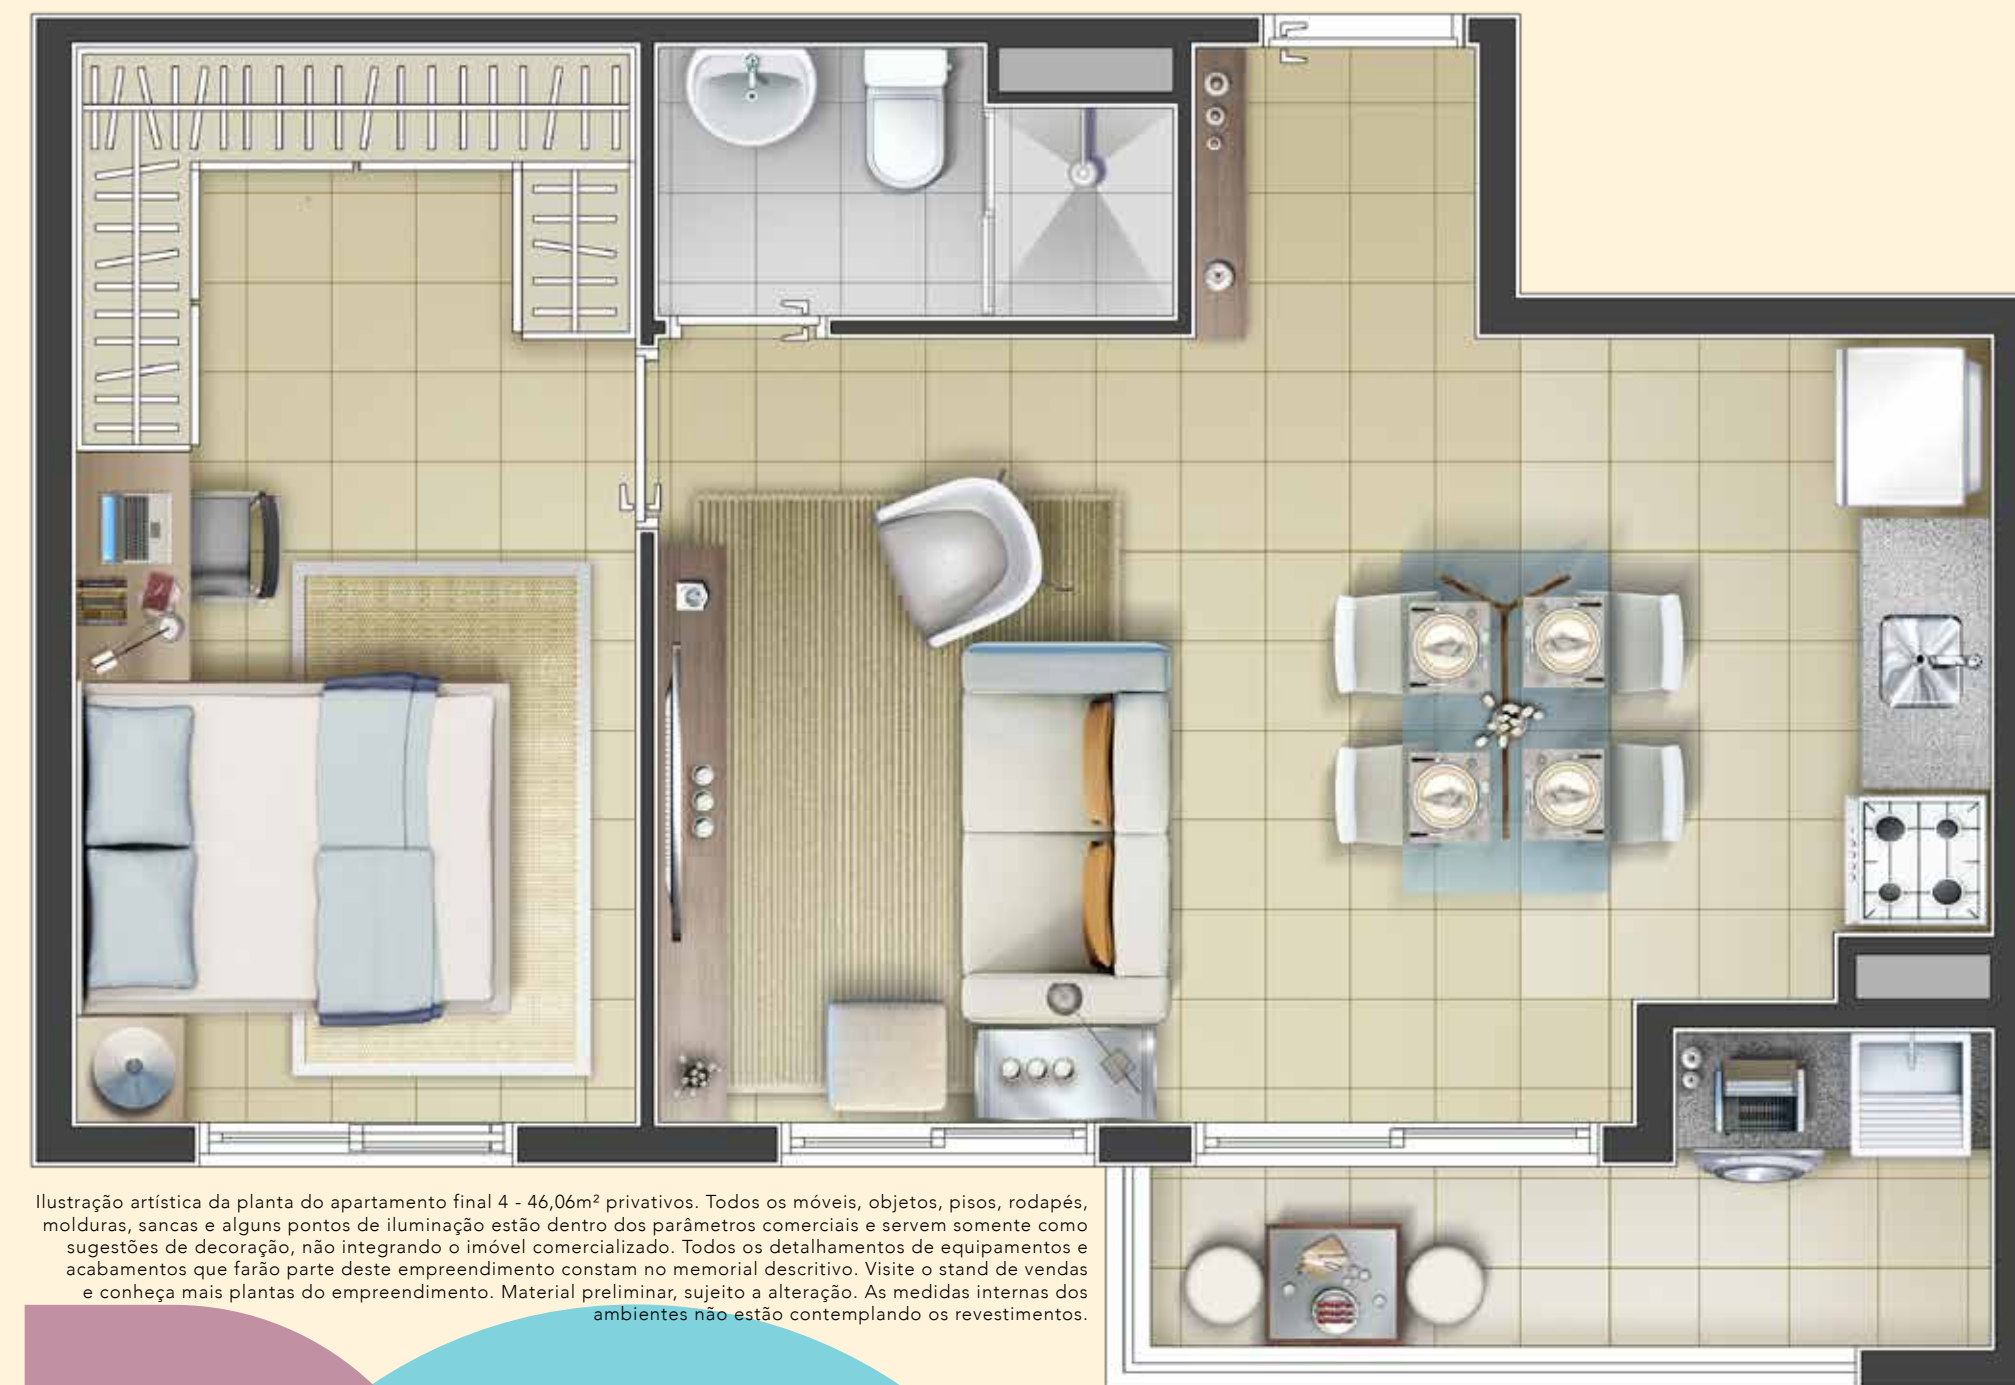 Ilustração artística da planta do apartamento final 4 - 46,06m² privativos. Todos os móveis, objetos, pisos, rodapés,
molduras, sancas e alguns pontos de iluminação estão dentro dos parâmetros comerciais e servem somente como
sugestões de decoração, não integrando o imóvel comercializado. Todos os detalhamentos de equipamentos e
acabamentos que farão parte deste empreendimento constam no memorial descritivo. Visite o stand de vendas
e conheça mais plantas do empreendimento. Material preliminar, sujeito a alteração. As medidas internas dos
ambientes não estão contemplando os revestimentos.